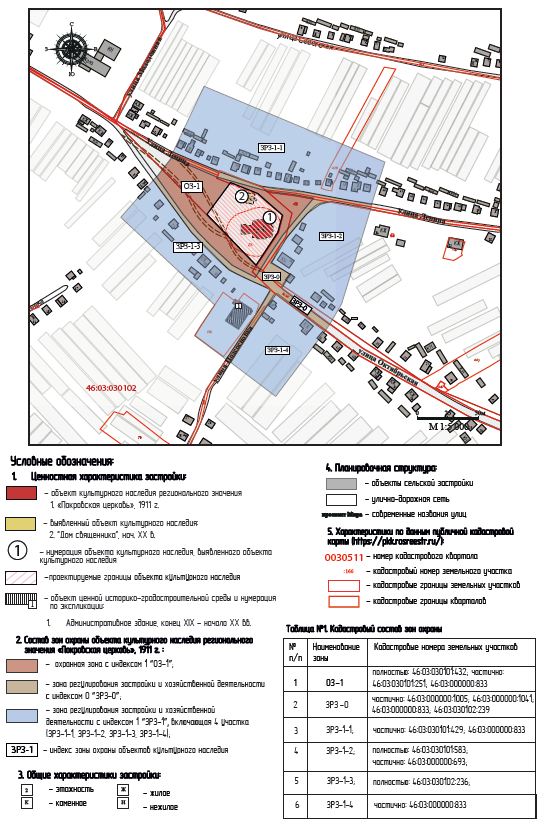 С
Ю
ЗРЗ-1-1
ОЗ-1
2
1
Улица Ленина
ЗРЗ-1-3
ЗРЗ-1-2
ЗРЗ-0
ЗРЗ-0
Улица Октябрьская
ЗРЗ-1-4
46:03:030102
М 1:5 000
Условные обозначения:
1. Ценностная характеристика застройки:
– объект культурного наследия регионального значения
1. «Покровская церковь», 1911 г.
– выявленный объект культурного наследия:
2. "Дом священника", нач. XX в.
1
– нумерация объекта культурного наследия, выявленного объекта
культурного наследия
–проектируемые границы объекта культурного наследия
– объект ценной историко-градостроительной среды и нумерация
по экспликации:
1
1. Административное здание, конец XIX – начало XX вв.
2. Состав зон охраны объекта культурного наследия регионального
значения «Покровская церковь», 1911 г. :
– охранная зона с индексом 1 "ОЗ-1",
– зона регулирования застройки и хозяйственной деятельности
с индексом 0 "ЗРЗ-0",
– зона регулирования застройки и хозяйственной
деятельности с индексом 1 "ЗРЗ-1", включающая 4 участка
(ЗРЗ-1-1, ЗРЗ-1-2, ЗРЗ-1-3, ЗРЗ-1-4),
ЗРЗ-1
– индекс зоны охраны объектов культурного наследия
3. Общие характеристики застройки:
2
– этажность
Ж
– жилое
К
– каменное
Н
– нежилое
4. Планировочная структура:
– объекты сельской застройки
– улично-дорожная сеть
– современные названия улиц
5. Характеристики по данным публичной кадастровой
карты (https://pkk.rosreestr.ru/):
0030511 – номер кадастрового квартала
:166 – кадастровый номер земельного участка
– кадастровые границы земельных участков
– кадастровые границы кварталов
Таблица №1. Кадастровый состав зон охраны
№ п/п
Наименование зоны
Кадастровые номера земельных участков
1
ОЗ-1
полностью: 46:03:030101:432, частично:
46:03:030101:251, 46:03:000000:833
2
ЗРЗ -0
частично: 46:03:000000:1005, 46:03:000000:1041,
46:03:000000:833, 46:03:030102:239
3
ЗРЗ-1-1,
частично: 46:03:030101:429, 46:03:000000:833
4
ЗРЗ-1-2,
полностью: 46:03:030101:583,
частично: 46:03:000000:693,
5
ЗРЗ-1-3,
полностью: 46:03:030102:236,
6
ЗРЗ-1-4
частично: 46:03:000000:833